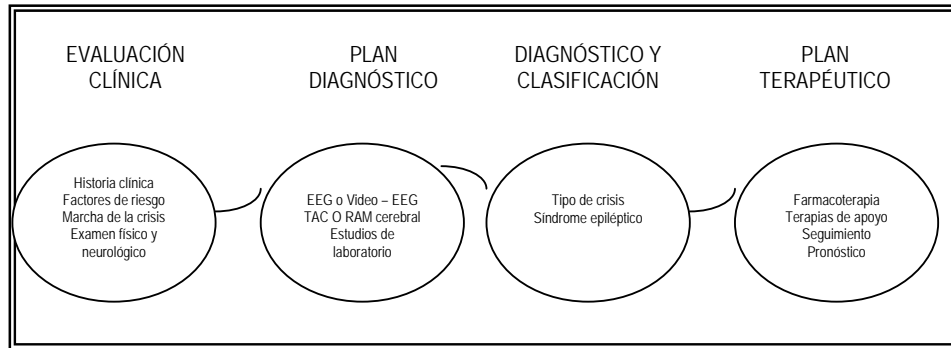 EVALUACIÓN
CLÍNICA
PLAN
DIAGNÓSTICO
DIAGNÓSTICO Y
CLASIFICACIÓN
PLAN
TERAPÉUTICO
Historia clínica
Factores de riesgo
Marcha de la crisis
Examen físico y
neurológico
EEG o Video – EEG
TAC O RAM cerebral
Estudios de
laboratorio
Tipo de crisis
Síndrome epiléptico
Farmacoterapia
Terapias de apoyo
Seguimiento
Pronóstico